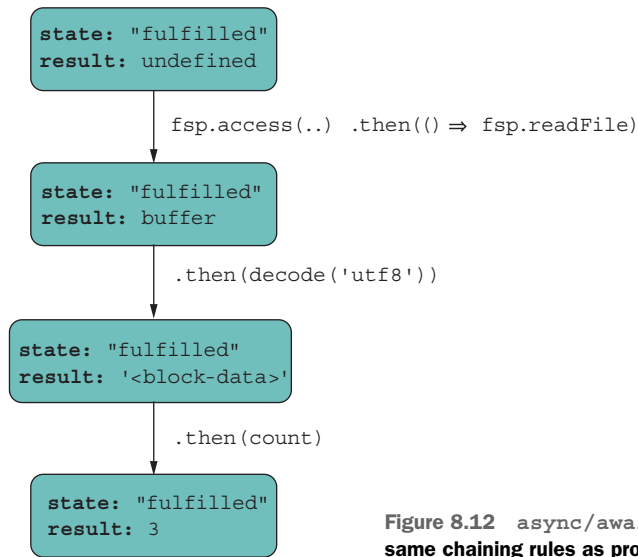 state: "fulfilled"
result: undefined
fsp.access(..) .then(() ⇒ fsp.readFile)
state: "fulfilled"
result: buffer
.then(decode('utf8'))
state: "fulfilled"
result: '<block-data>'
.then(count)
state: "fulfilled"
result: 3
Figure 8.12
same chaining rules as